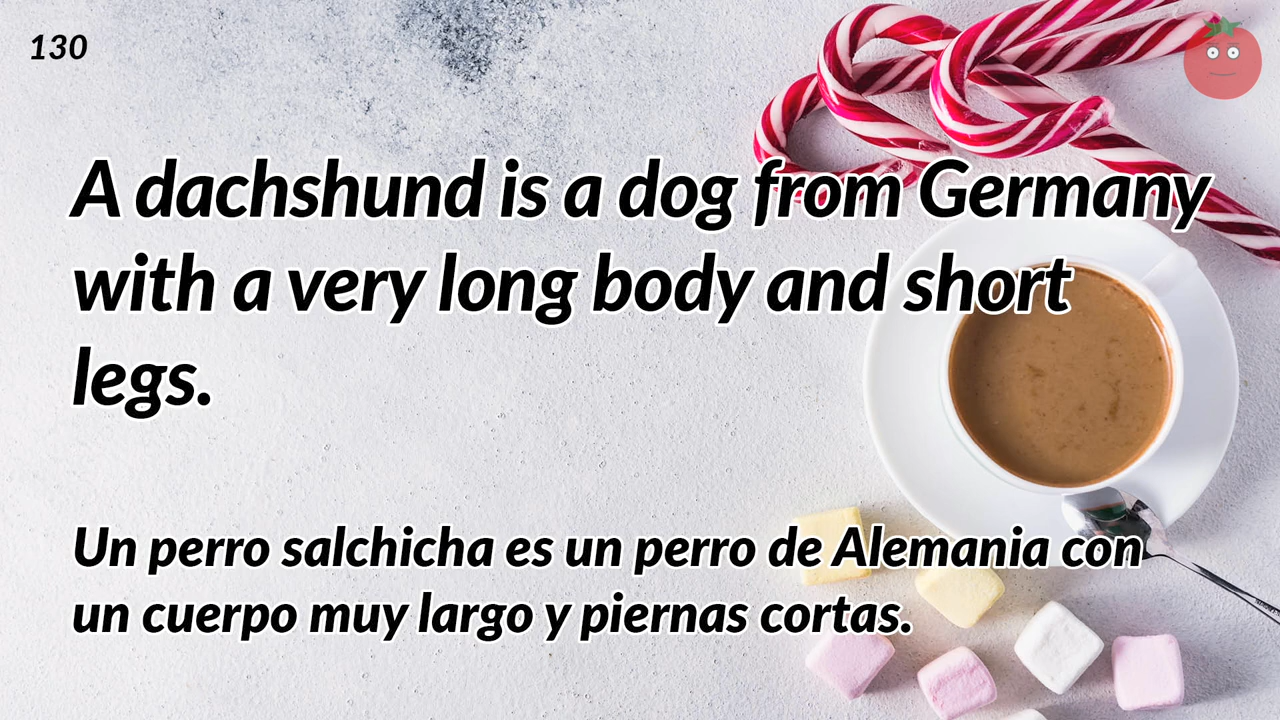 130
A dachshund is a dog from Germany
with a very long body and short
legs.
Un perro salchicha es un perro de Alemania con
un cuerpo muy largo y piernas cortas.